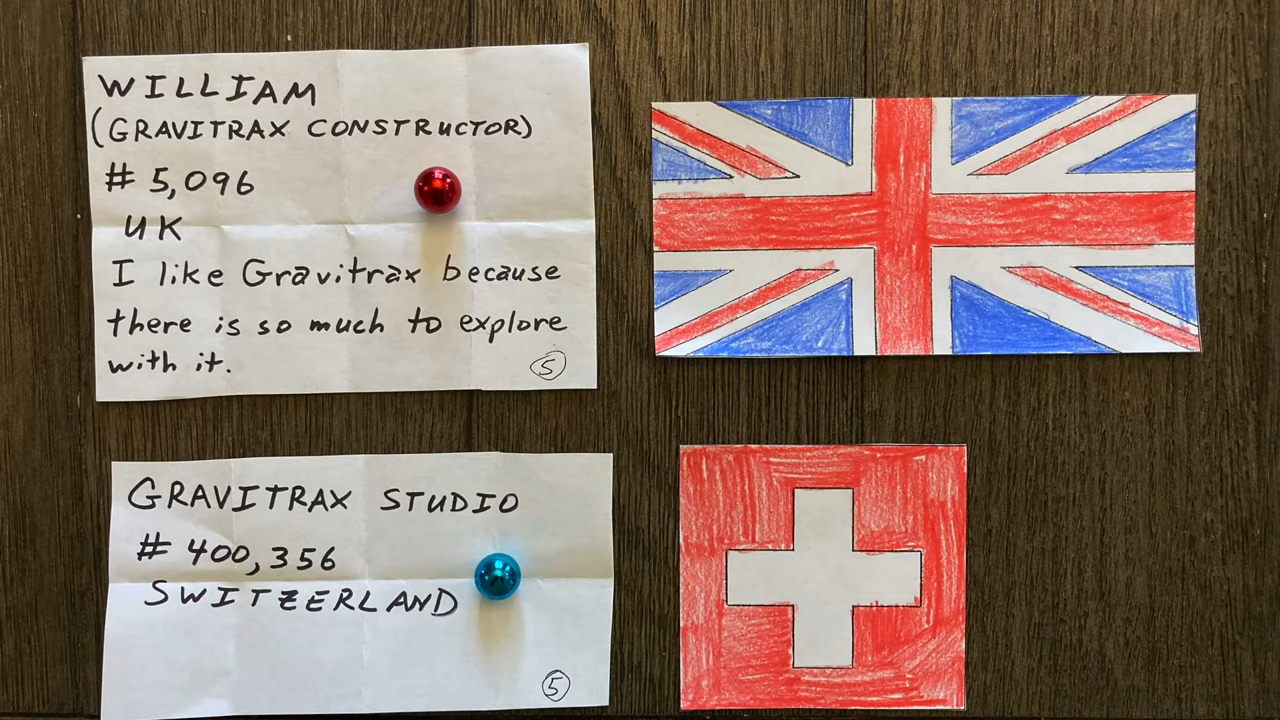 WILLIAM
(GRAVITRAX CONSTRUCTOR)
# 5,096
UK
I like Gravitrax because
there is so much to explore
with it.
5
GRAVITRAX STUDIO
# 400,356
SWITZERLAND
5